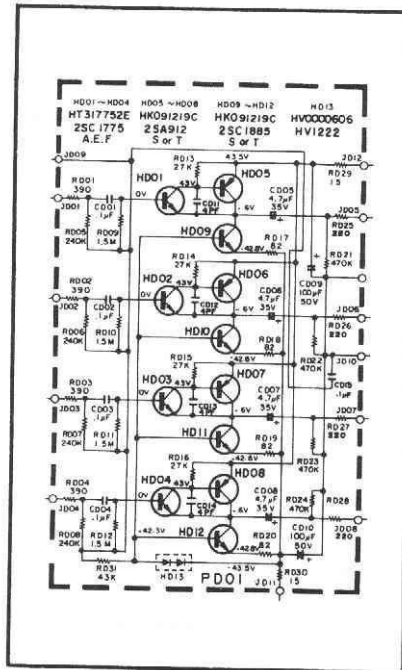 HD01~HD04 HD05~HD08 HD09~HD12 HD13
HT317752E HK091219C HK091219C HV0000606
2SC1775 2SA912 2SC1885 HV1222
A.E.F S or T S or T
JD09
RD13
27K
43.5V
JD12
RD29
15
HD01
43V
HD05
RD01
390
0V
CD11
4PF
-.6V
CD05
4.7µF
35V
JD01
CD01
.1µF
JD05
RD25
220
RD05
240K
RD09
1.5M
HD09
-42.8V
RD17
82
RD21
470K
RD14
27K
HD02
43V
HD06
CD09
100µF
50V
RD02
390
0V
CD12
4PF
-.6V
CD06
4.7µF
35V
JD06
RD26
220
JD02
CD02
.1µF
RD06
240K
RD10
1.5M
HD10
-42.8V
RD18
82
RD22
470K
JD10
RD15
27K
HD03
43V
HD07
CD15
.1µF
RD03
390
0V
CD13
4PF
-.6V
CD07
4.7µF
35V
JD07
RD27
220
JD03
CD03
.1µF
RD07
240K
RD11
1.5M
HD11
-42.8V
RD19
82
RD23
470K
RD16
27K
HD04
43V
HD08
RD04
390
0V
CD14
4PF
-.6V
CD08
4.7µF
35V
RD24
470K
RD28
220
JD08
JD04
CD04
.1µF
RD08
240K
RD12
1.5M
-42.3V
HD12
-42.8V
RD20
82
CD10
100µF
50V
RD31
43K
HD13
-43.5V
PD01
JD11
RD30
15